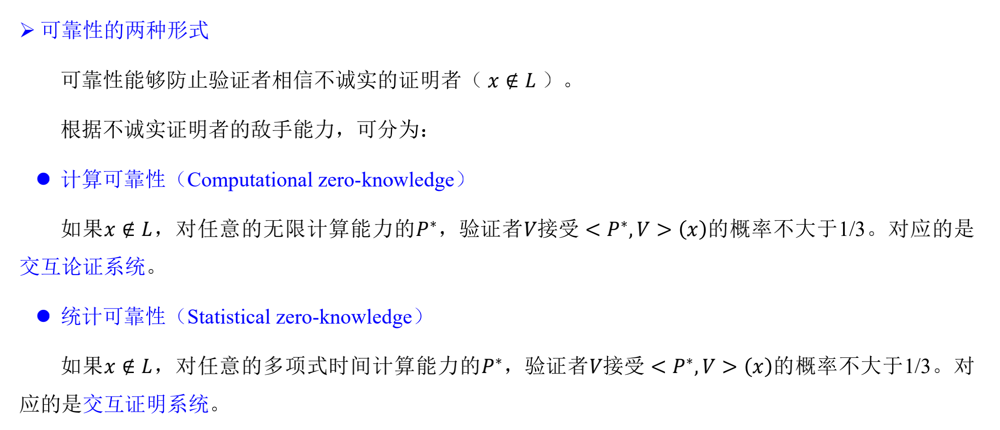 ➢ 可靠性的两种形式
可靠性能够防止验证者相信不诚实的证明者（ x ∉ L ）。
根据不诚实证明者的敌手能力，可分为：
● 计算可靠性（Computational zero-knowledge）
如果x ∉ L，对任意的无限计算能力的P*，验证者V接受 < P*, V > (x)的概率不大于1/3。对应的是
交互论证系统。
● 统计可靠性（Statistical zero-knowledge）
如果x ∉ L，对任意的多项式时间计算能力的P*，验证者V接受 < P*, V > (x)的概率不大于1/3。对
应的是交互证明系统。